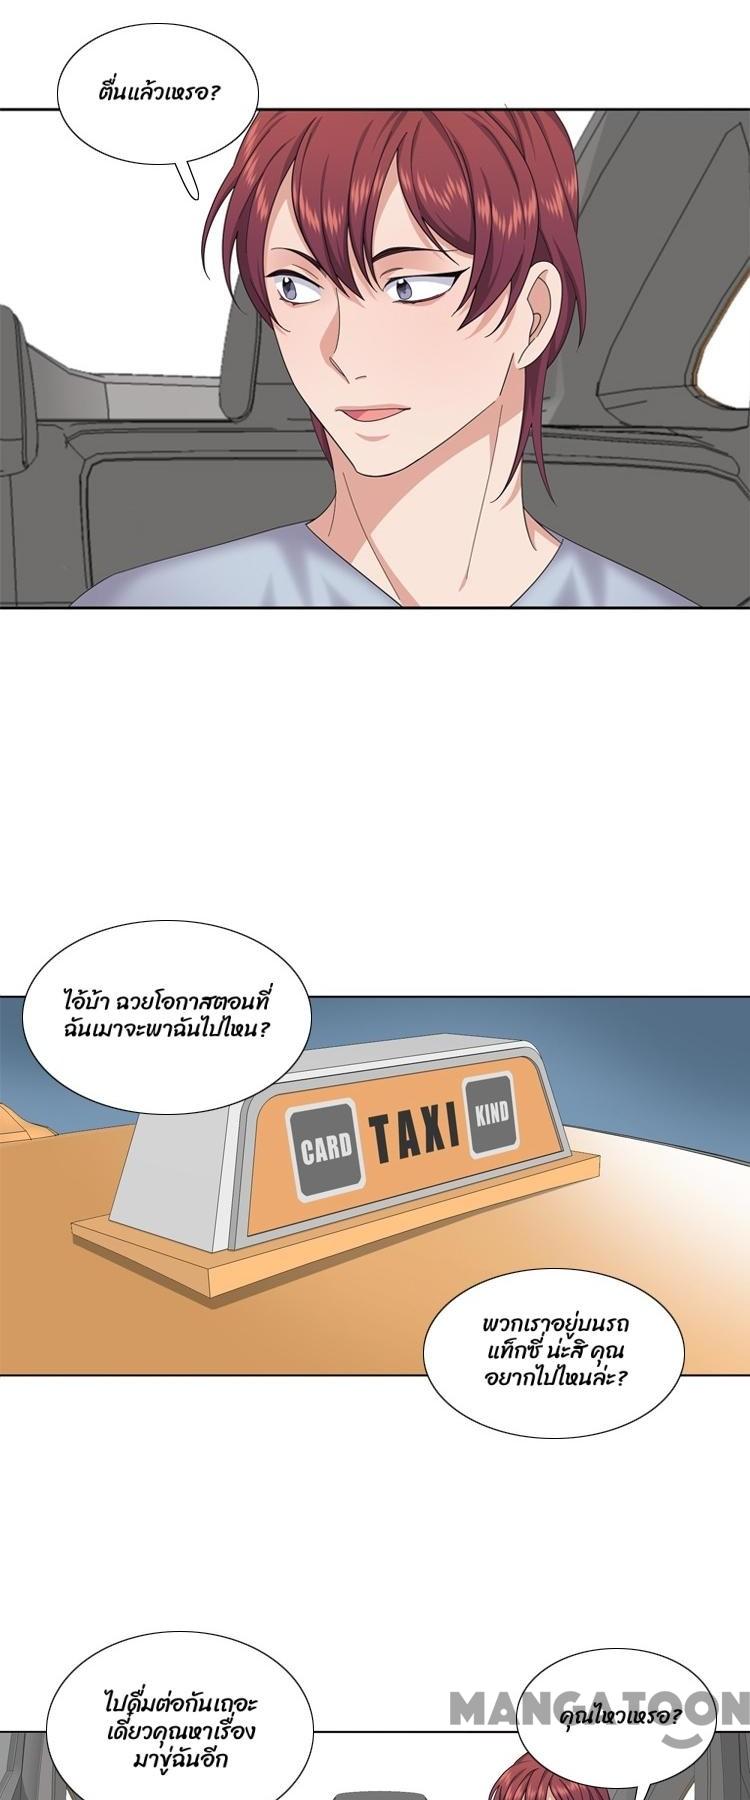 ตื่นแล้วเหรอ?
ไอ้บ้า ฉวยโอกาสตอนที่
ฉันเมาจะพาฉันไปไหน?
CARD TAXI KIND
พวกเราอยู่บนรถ
แท็กซี่ น่ะสิ คุณ
อยากไปไหนล่ะ?
ไปดื่มต่อกันเถอะ
เดี๋ยวคุณหาเรื่อง
มาขู่ฉันอีก
คุณไหวเหรอ?
MANGATOON